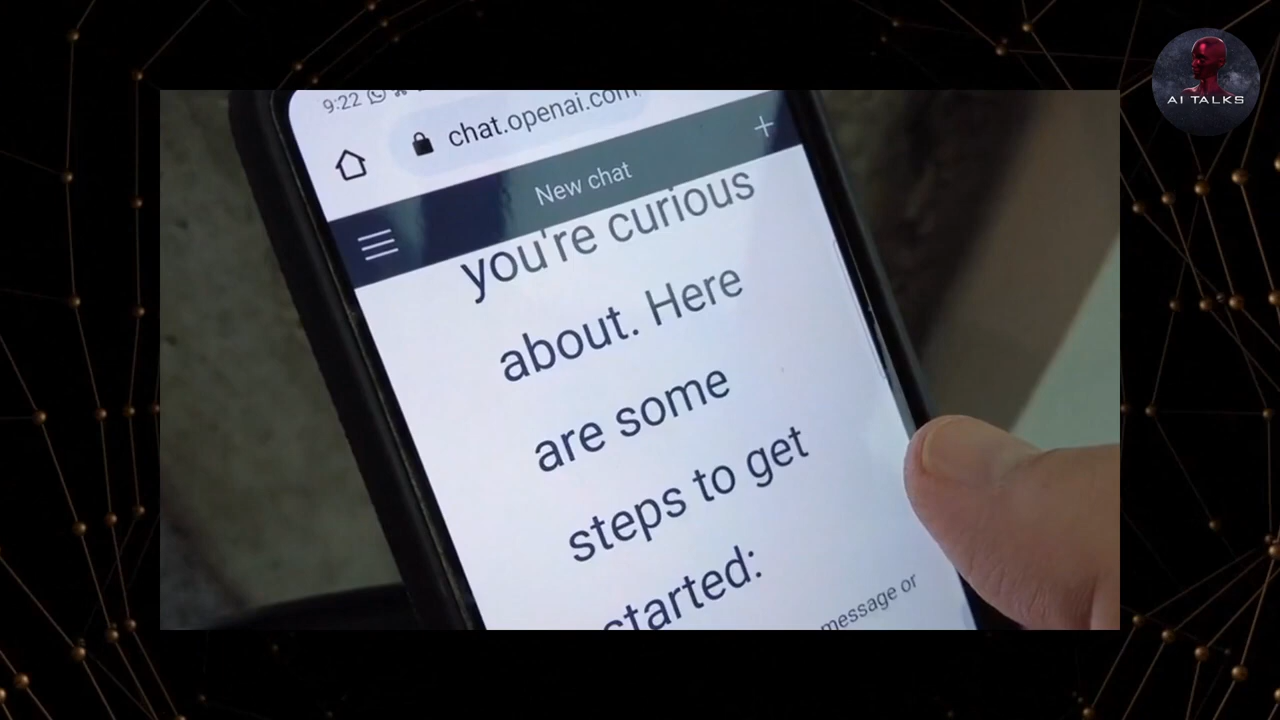 AI TALKS
9:22
chat.openai.com
New chat
you're curious
about. Here
are some
steps to get
started:
message or